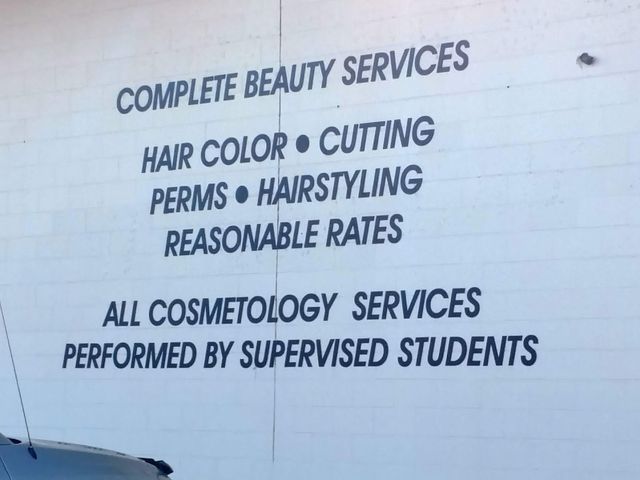 COMPLETE BEAUTY SERVICES
HAIR COLOR • CUTTING
PERMS • HAIRSTYLING
REASONABLE RATES
ALL COSMETOLOGY SERVICES
PERFORMED BY SUPERVISED STUDENTS